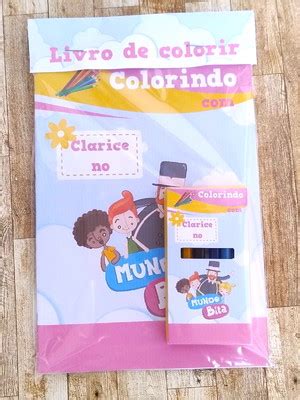 Livro de colorir
Colorindo
com
Clarice
no
MUNDO
B
Colorindo
com
Clarice
no
MUNDO
Bita